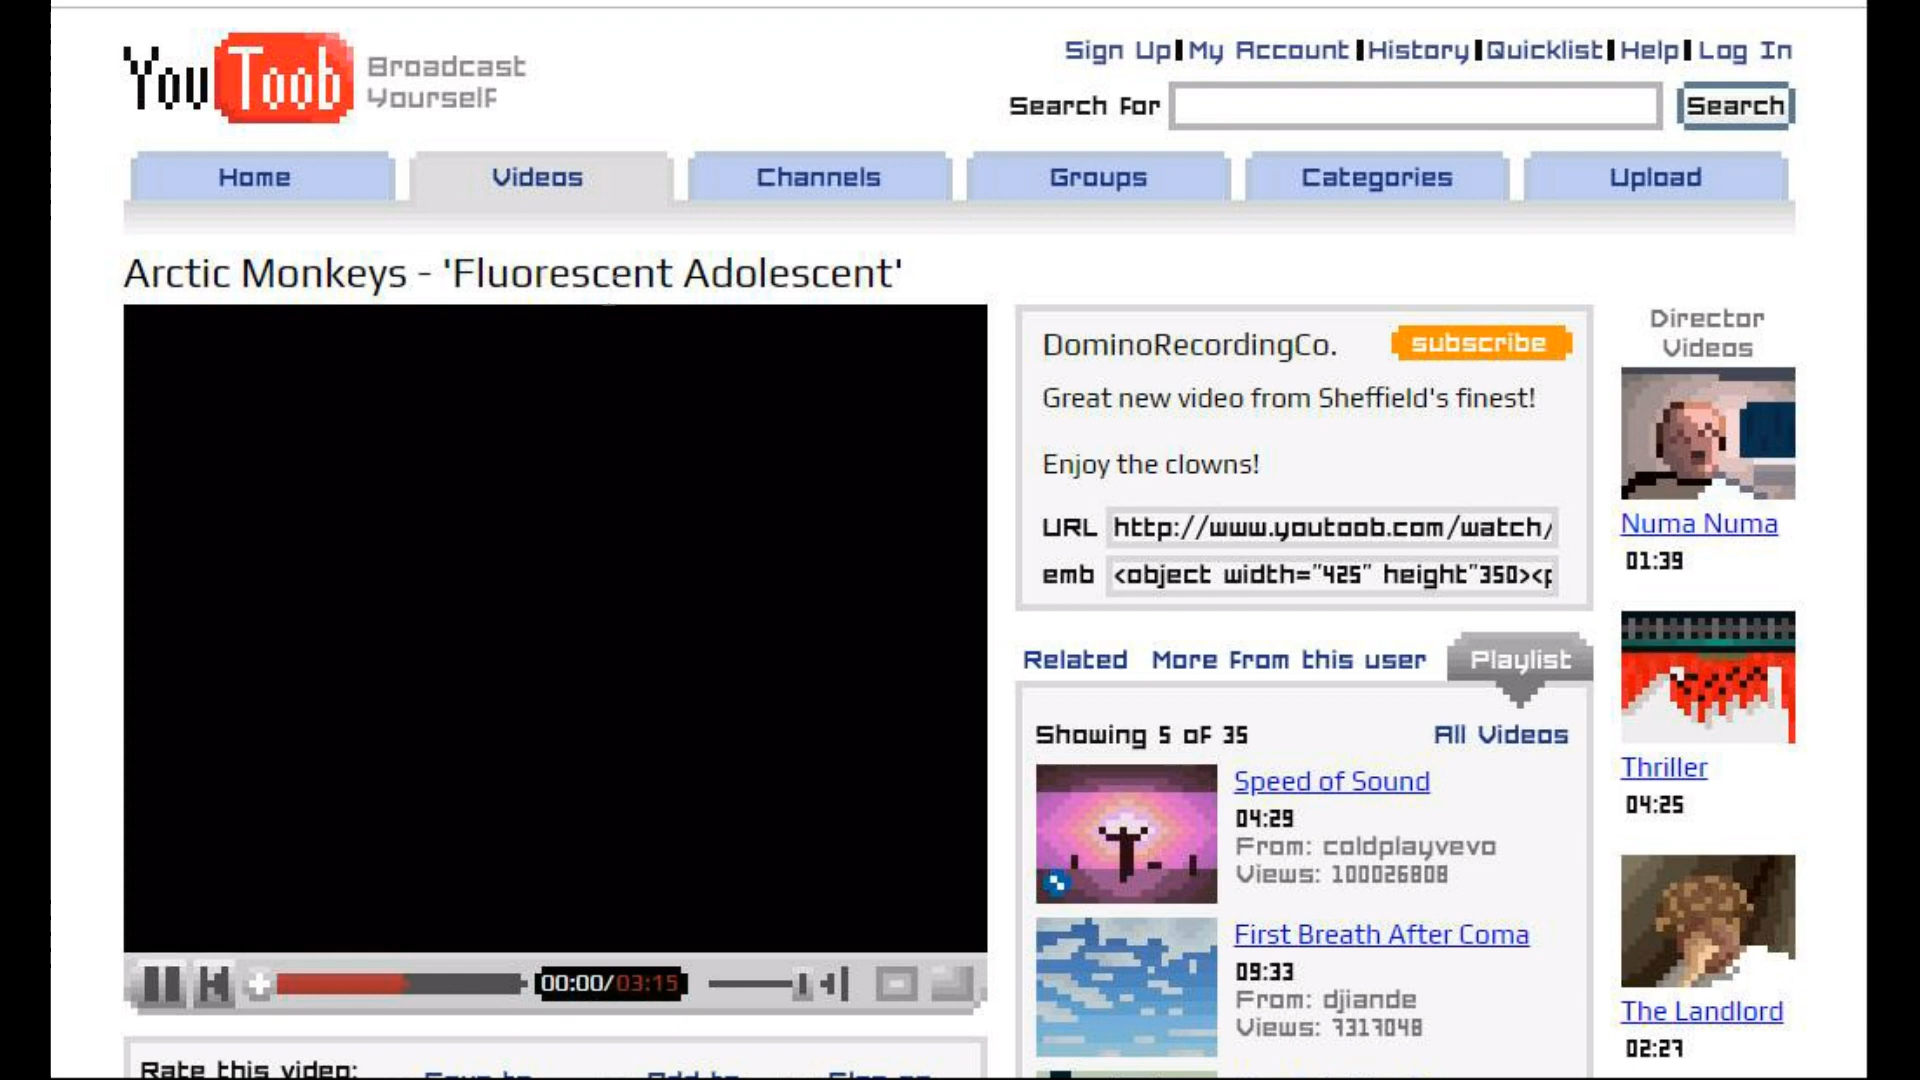 YouToob
Broadcast
Yourself
Sign Up|My Account|History|Quicklist|Help|Log In
Search for
Search
Home
Videos
Channels
Groups
Categories
Upload
Arctic Monkeys - 'Fluorescent Adolescent'
DominoRecordingCo.
subscribe
Great new video from Sheffield's finest!
Enjoy the clowns!
URL http://www.youtoob.com/watch/
emb <object width="425" height"350><p
Related
More from this user
Playlist
Showing 5 of 35
All Videos
Speed of Sound
04:29
From: coldplayvevo
Views: 100026808
First Breath After Coma
09:33
From: djiande
Views: 7317048
Director
Videos
Numa Numa
01:39
Thriller
04:25
The Landlord
02:27
00:00/03:15
Rate this video: